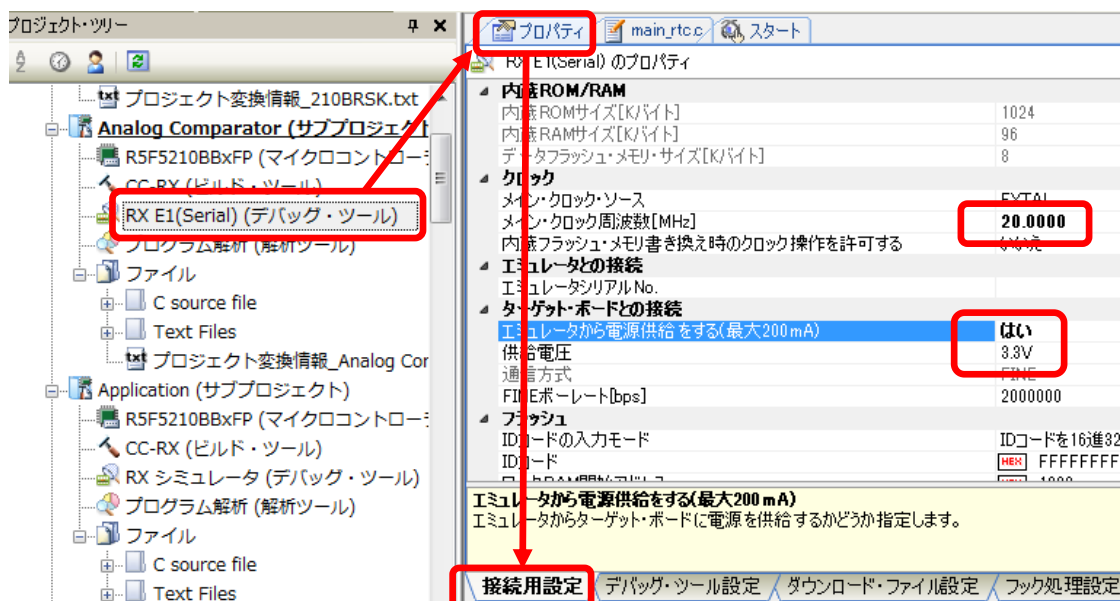 プロジェクト・ツリー
プロジェクト変換情報_210BRSK.txt
Analog Comparator (サブプロジェクト
R5F5210BBxFP (マイクロコントローラ
CC-RX (ビルド・ツール)
RX E1(Serial) (デバッグ・ツール)
プログラム解析 (解析ツール)
ファイル
C source file
Text Files
プロジェクト変換情報_Analog Cor
Application (サブプロジェクト)
R5F5210BBxFP (マイクロコントローラ
CC-RX (ビルド・ツール)
RX シミュレータ (デバッグ・ツール)
プログラム解析 (解析ツール)
ファイル
C source file
Text Files
プロパティ main_rtc.c スタート
RX E1(Serial) のプロパティ
内蔵ROM/RAM
内蔵ROMサイズ[Kバイト] 1024
内蔵RAMサイズ[Kバイト] 96
データフラッシュ・メモリ・サイズ[Kバイト] 8
クロック
メイン・クロック・ソース EXTAL
メイン・クロック周波数[MHz] 20.0000
内蔵フラッシュ・メモリ書き換え時のクロック操作を許可する いいえ
エミュレータとの接続
エミュレータシリアルNo.
ターゲット・ボードとの接続
エミュレータから電源供給をする(最大200mA) はい
供給電圧 3.3V
通信方式 FINE
FINEボーレート[bps] 2000000
フラッシュ
IDコードの入力モード IDコードを16進32
IDコード HEX FFFFFFFF
エミュレータから電源供給をする(最大200mA)
エミュレータからターゲット・ボードに電源を供給するかどうか指定します。
接続用設定 デバッグ・ツール設定 ダウンロード・ファイル設定 フック処理設定